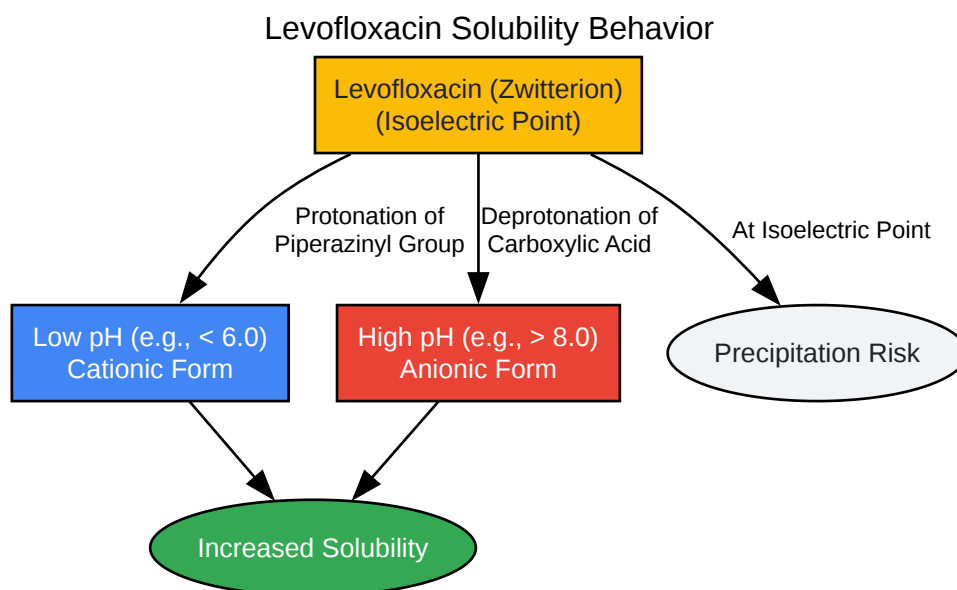 Levofloxacin Solubility Behavior
Levofloxacin (Zwitterion)
(Isoelectric Point)
Protonation of
Piperazinyl Group
Deprotonation of
Carboxylic Acid
At Isoelectric Point
Low pH (e.g., < 6.0)
Cationic Form
High pH (e.g., > 8.0)
Anionic Form
Precipitation Risk
Increased Solubility